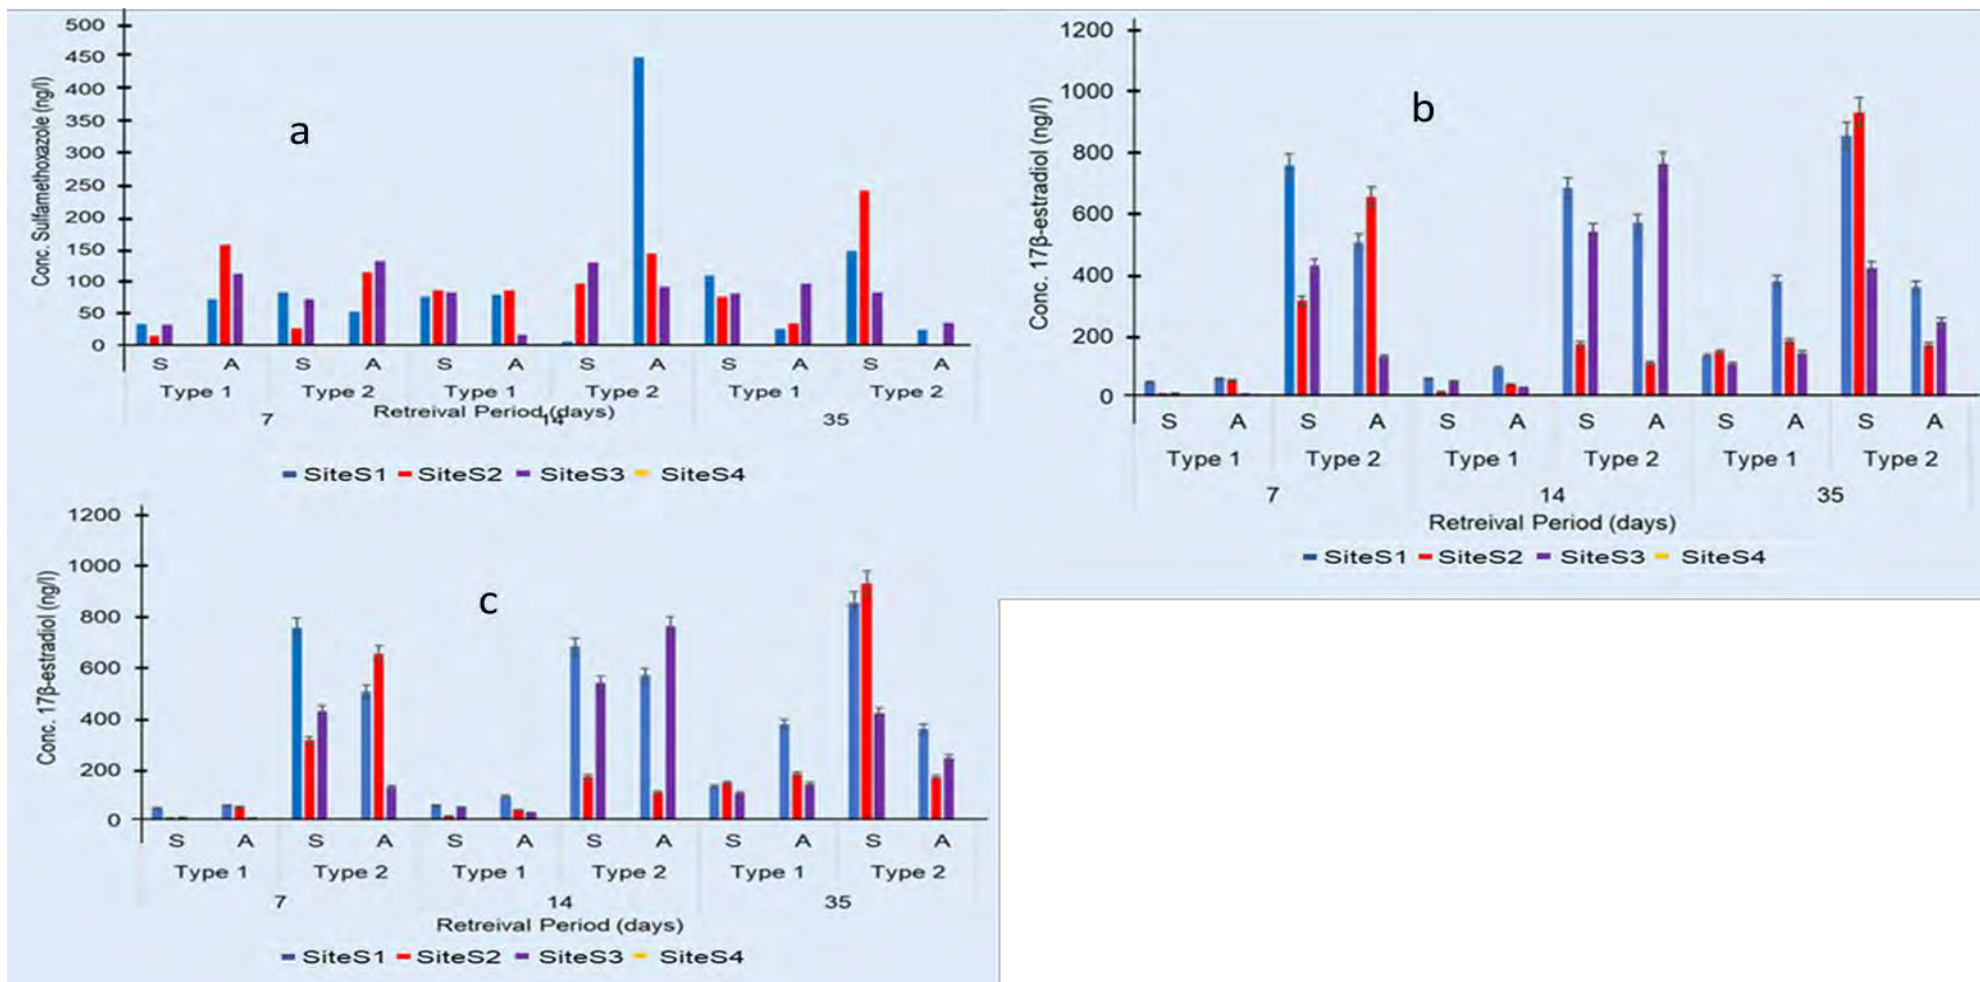 a
Conc. Sulfamethoxazole (ng/l)
500
450
400
350
300
250
200
150
100
50
0
S A S A S A S A S A S A
Type 1 Type 2 Type 1 Type 2 Type 1 Type 2
7 14 35
Retreival Period (days)
SiteS1 SiteS2 SiteS3 SiteS4
b
Conc. 17β-estradiol (ng/l)
1200
1000
800
600
400
200
0
S A S A S A S A S A S A
Type 1 Type 2 Type 1 Type 2 Type 1 Type 2
7 14 35
Retreival Period (days)
SiteS1 SiteS2 SiteS3 SiteS4
c
Conc. 17β-estradiol (ng/l)
1200
1000
800
600
400
200
0
S A S A S A S A S A S A
Type 1 Type 2 Type 1 Type 2 Type 1 Type 2
7 14 35
Retreival Period (days)
SiteS1 SiteS2 SiteS3 SiteS4